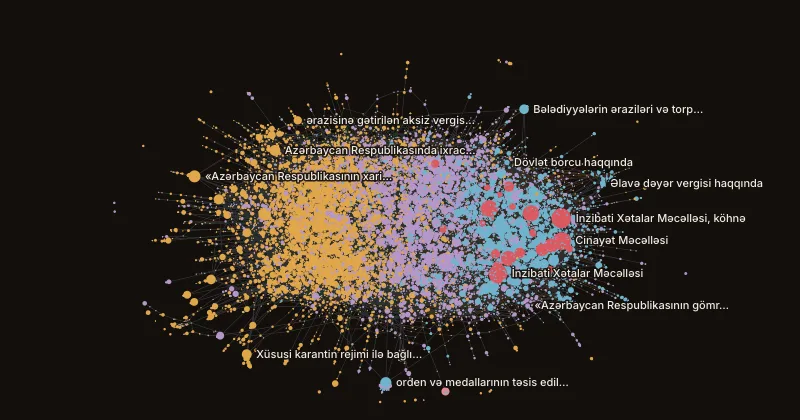 Bələdiyyələrin əraziləri və torp...
ərazisinə gətirilən aksiz vergis...
Azərbaycan Respublikasında ixrac...
Dövlət borcu haqqında
«Azərbaycan Respublikasının xari...
Əlavə dəyər vergisi haqqında
İnzibati Xətalar Məcəlləsi, köhnə
Cinayət Məcəlləsi
İnzibati Xətalar Məcəlləsi
«Azərbaycan Respublikasının gömr...
Xüsusi karantin rejimi ilə bağlı...
orden və medallarının təsis edil...